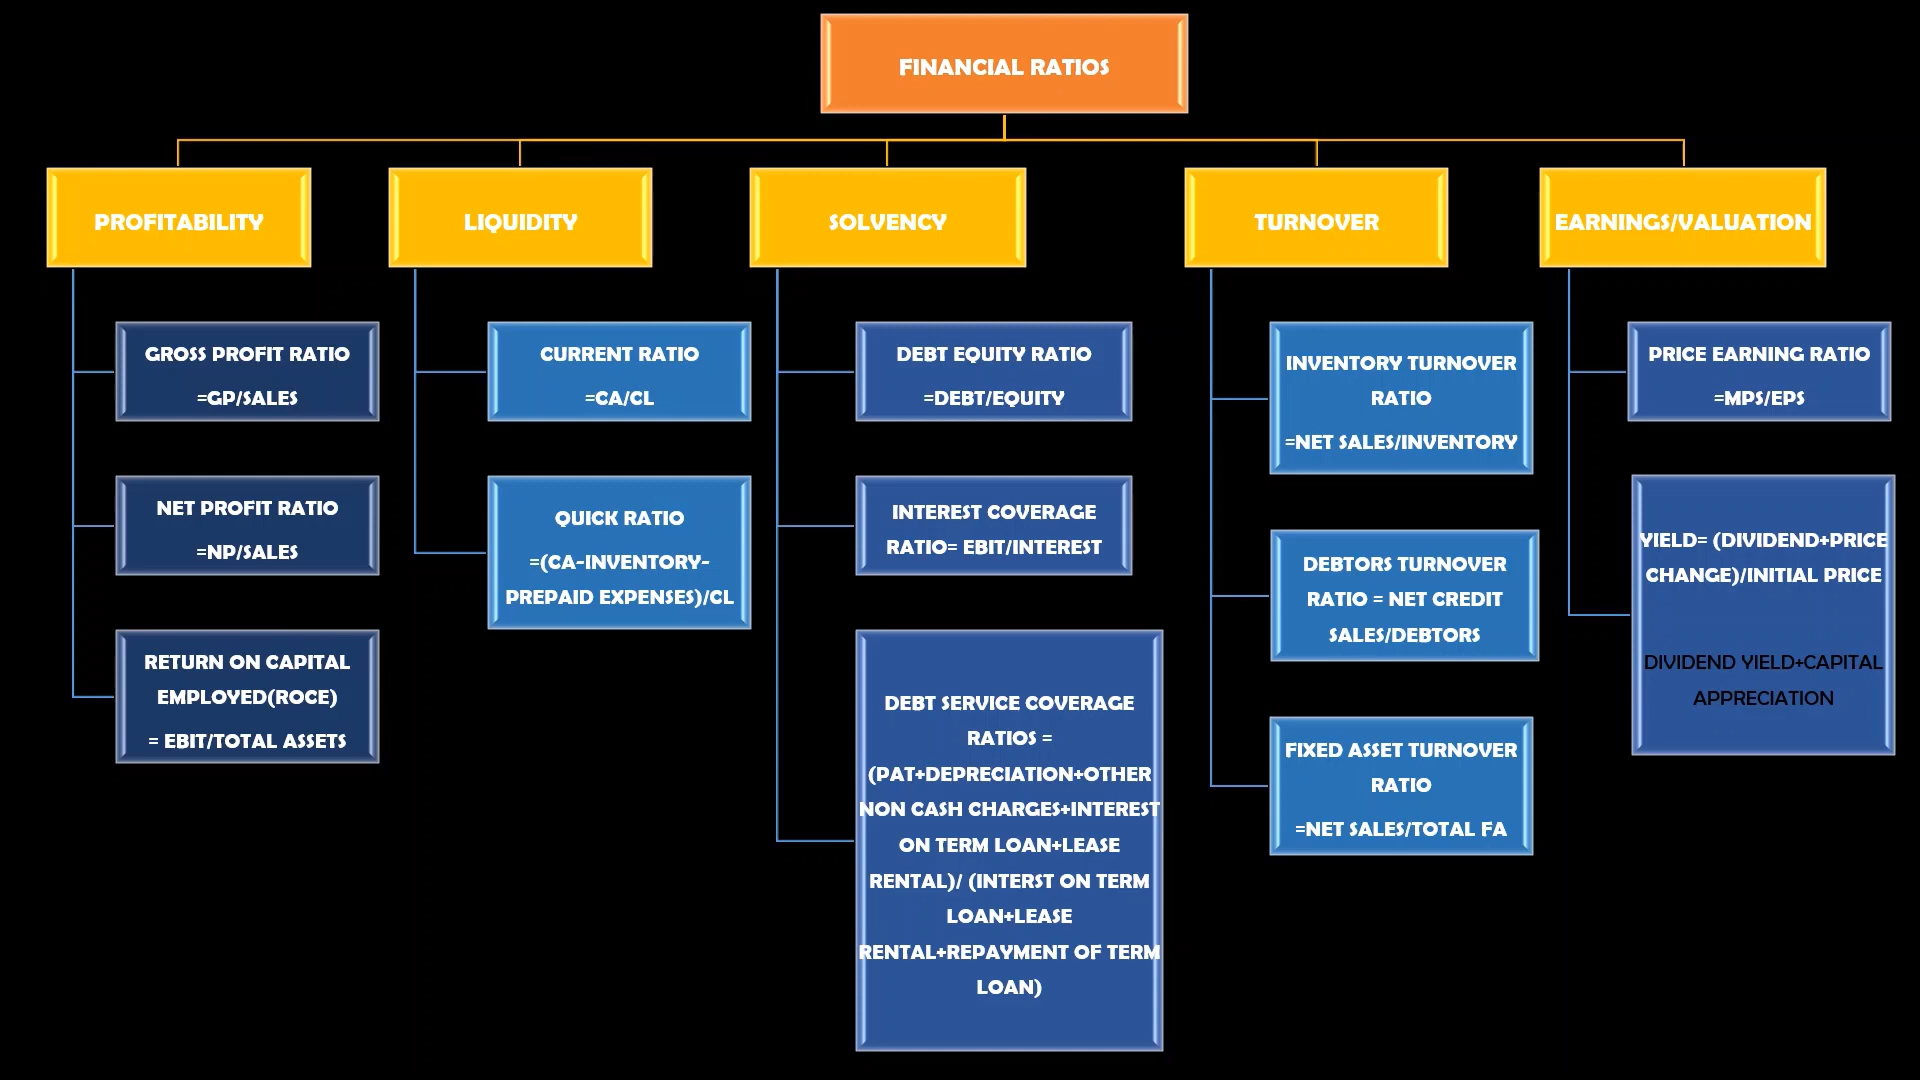 FINANCIAL RATIOS
PROFITABILITY
GROSS PROFIT RATIO
=GP/SALES
NET PROFIT RATIO
=NP/SALES
RETURN ON CAPITAL
EMPLOYED(ROCE)
= EBIT/TOTAL ASSETS
LIQUIDITY
CURRENT RATIO
=CA/CL
QUICK RATIO
=(CA-INVENTORY-
PREPAID EXPENSES)/CL
SOLVENCY
DEBT EQUITY RATIO
=DEBT/EQUITY
INTEREST COVERAGE
RATIO= EBIT/INTEREST
DEBT SERVICE COVERAGE
RATIOS =
(PAT+DEPRECIATION+OTHER
NON CASH CHARGES+INTEREST
ON TERM LOAN+LEASE
RENTAL)/ (INTERST ON TERM
LOAN+LEASE
RENTAL+REPAYMENT OF TERM
LOAN)
TURNOVER
INVENTORY TURNOVER
RATIO
=NET SALES/INVENTORY
DEBTORS TURNOVER
RATIO = NET CREDIT
SALES/DEBTORS
FIXED ASSET TURNOVER
RATIO
=NET SALES/TOTAL FA
EARNINGS/VALUATION
PRICE EARNING RATIO
=MPS/EPS
YIELD= (DIVIDEND+PRICE
CHANGE)/INITIAL PRICE
DIVIDEND YIELD+CAPITAL
APPRECIATION